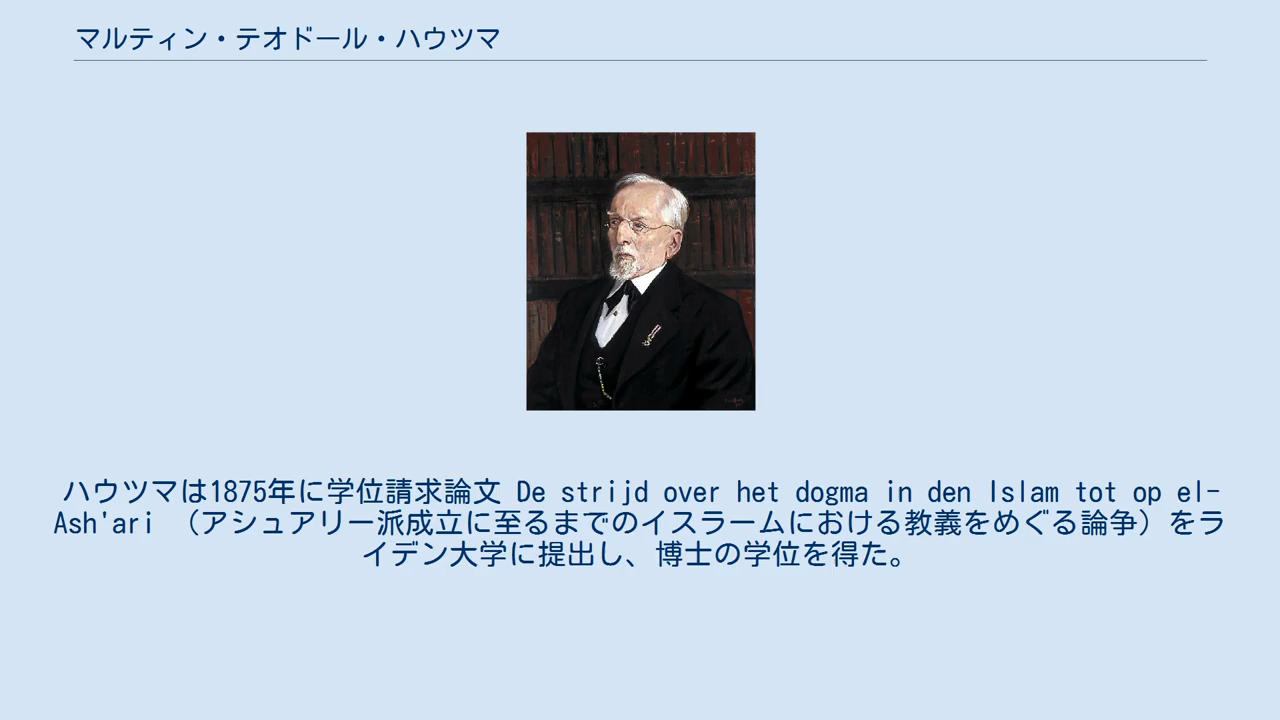 マルティン・テオドール・ハウツマ
ハウツマは1875年に学位請求論文 De strijd over het dogma in den Islam tot op el-
Ash'ari （アシュアリー派成立に至るまでのイスラームにおける教義をめぐる論争）をラ
イデン大学に提出し、博士の学位を得た。